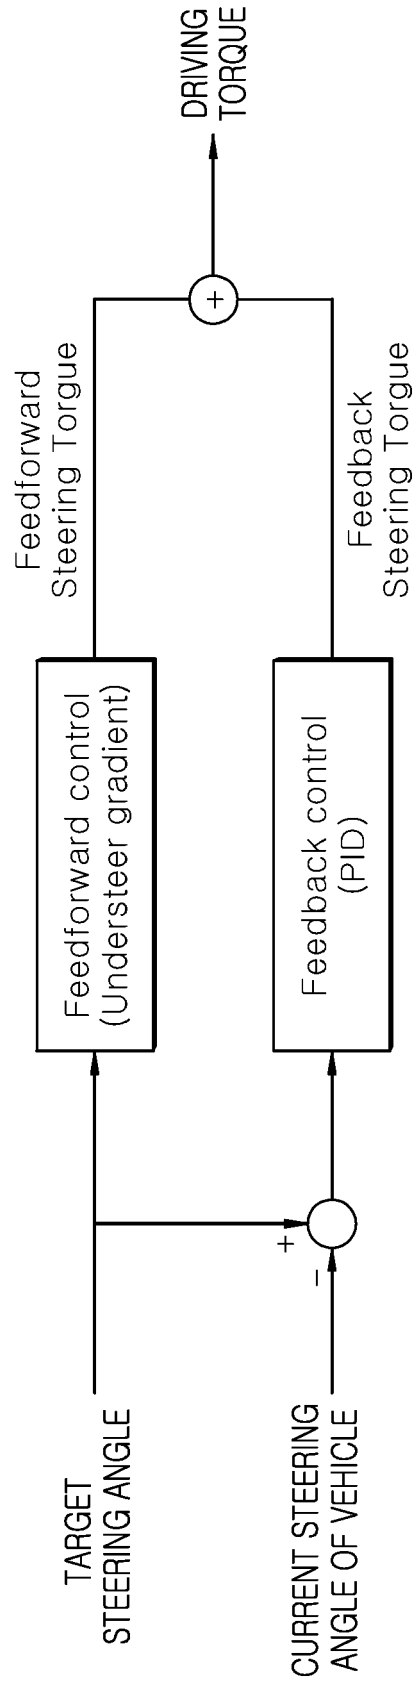 TARGET
STEERING ANGLE
CURRENT STEERING
ANGLE OF VEHICLE
+
-
Feedforward control
(Understeer gradient)
Feedback control
(PID)
Feedforward
Steering Torgue
Feedback
Steering Torgue
+
DRIVING
TORQUE